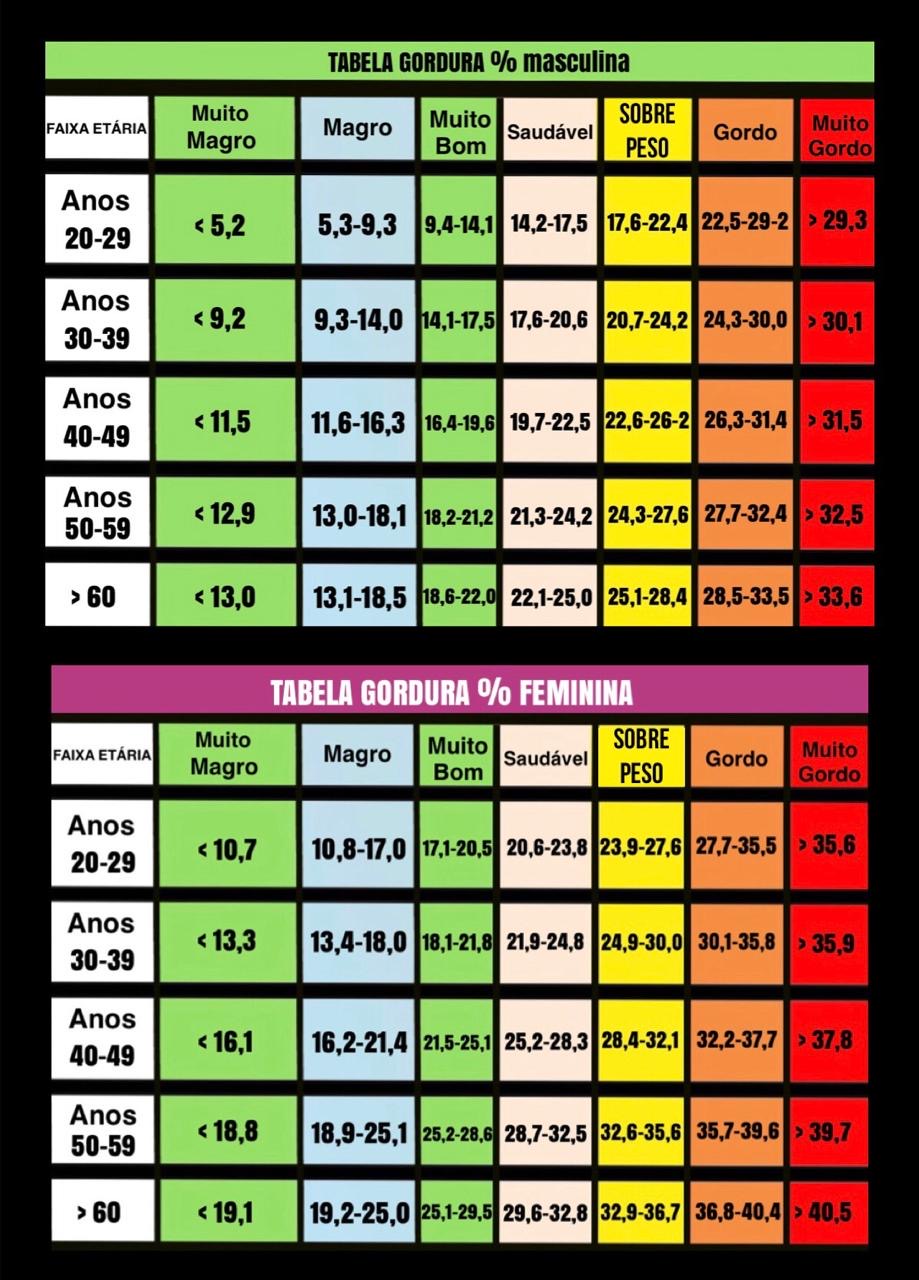 TABELA GORDURA % masculina
FAIXA ETÁRIA Muito Magro Magro Muito Bom Saudável SOBRE PESO Gordo Muito Gordo
Anos 20-29 < 5,2 5,3-9,3 9,4-14,1 14,2-17,5 17,6-22,4 22,5-29-2 > 29,3
Anos 30-39 < 9,2 9,3-14,0 14,1-17,5 17,6-20,6 20,7-24,2 24,3-30,0 > 30,1
Anos 40-49 < 11,5 11,6-16,3 16,4-19,6 19,7-22,5 22,6-26-2 26,3-31,4 > 31,5
Anos 50-59 < 12,9 13,0-18,1 18,2-21,2 21,3-24,2 24,3-27,6 27,7-32,4 > 32,5
> 60 < 13,0 13,1-18,5 18,6-22,0 22,1-25,0 25,1-28,4 28,5-33,5 > 33,6
TABELA GORDURA % FEMININA
FAIXA ETÁRIA Muito Magro Magro Muito Bom Saudável SOBRE PESO Gordo Muito Gordo
Anos 20-29 < 10,7 10,8-17,0 17,1-20,5 20,6-23,8 23,9-27,6 27,7-35,5 > 35,6
Anos 30-39 < 13,3 13,4-18,0 18,1-21,8 21,9-24,8 24,9-30,0 30,1-35,8 > 35,9
Anos 40-49 < 16,1 16,2-21,4 21,5-25,1 25,2-28,3 28,4-32,1 32,2-37,7 > 37,8
Anos 50-59 < 18,8 18,9-25,1 25,2-28,6 28,7-32,5 32,6-35,6 35,7-39,6 > 39,7
> 60 < 19,1 19,2-25,0 25,1-29,5 29,6-32,8 32,9-36,7 36,8-40,4 > 40,5